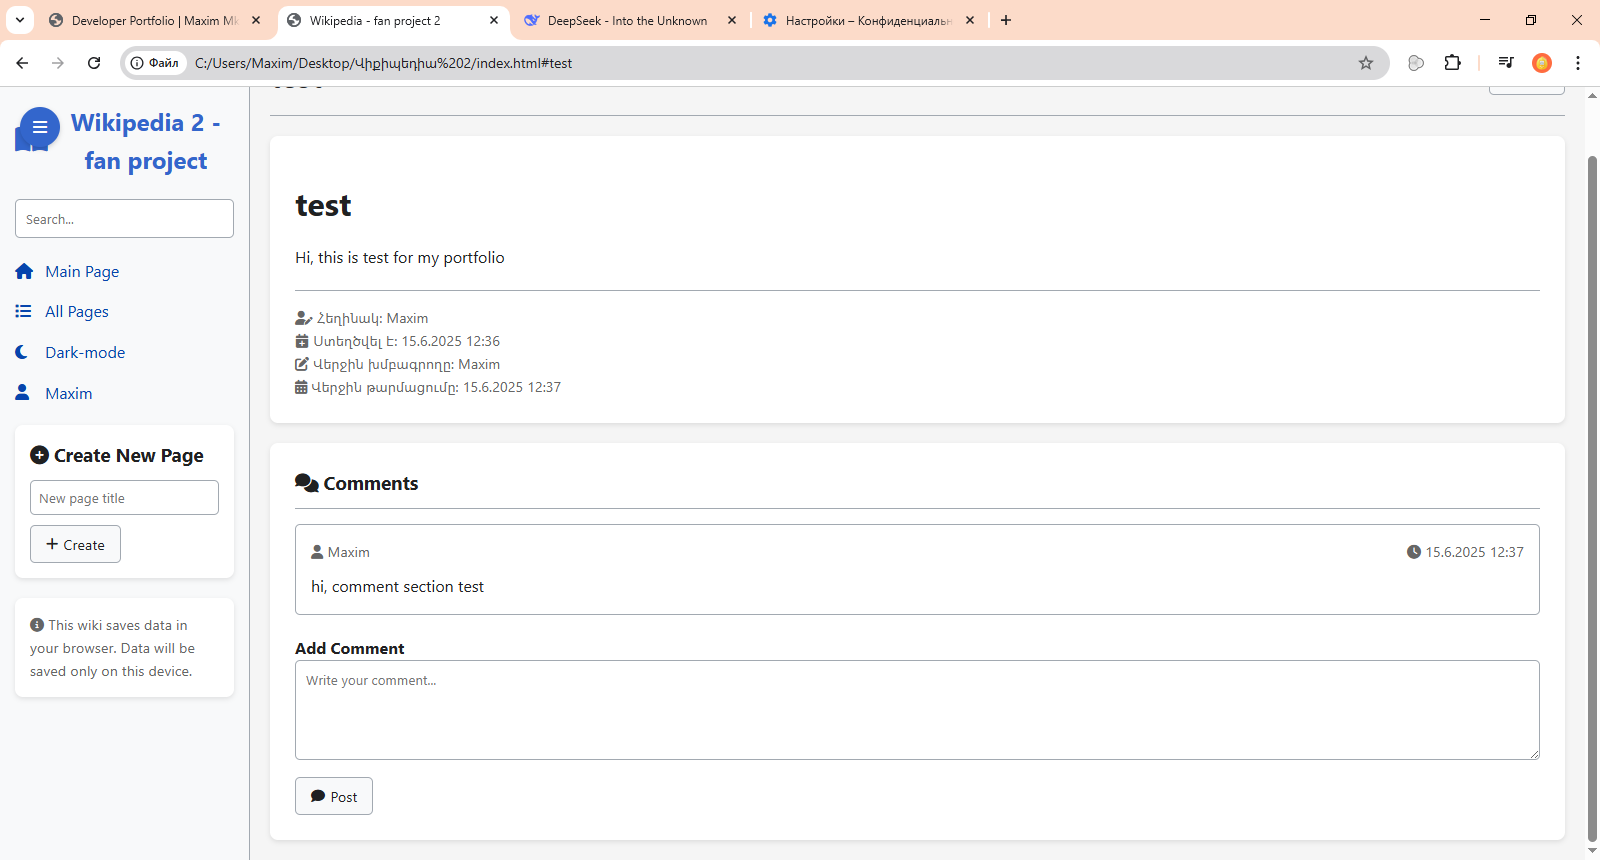 Developer Portfolio | Maxim Mk
Wikipedia - fan project 2
DeepSeek - Into the Unknown
Настройки – Конфиденциальн
Файл
C:/Users/Maxim/Desktop/Վիքիպեդիա%202/index.html#test
Wikipedia 2 -
fan project
Search...
Main Page
All Pages
Dark-mode
Maxim
Create New Page
New page title
Create
This wiki saves data in
your browser. Data will be
saved only on this device.
test
Hi, this is test for my portfolio
Հեղինակ: Maxim
Ստեղծվել է: 15.6.2025 12:36
Վերջին խմբագրողը: Maxim
Վերջին թարմացումը: 15.6.2025 12:37
Comments
Maxim
15.6.2025 12:37
hi, comment section test
Add Comment
Write your comment...
Post